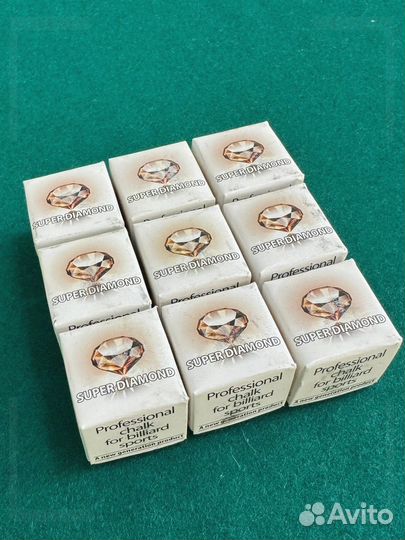 SUPER DIAMOND
SUPER DIAMOND
SUPER DIAMOND
SUPER DIAMOND
SUPER DIAMOND
SUPER DIAMOND
Professional
Professional
Professional
SUPER DIAMOND
SUPER DIAMOND
SUPER DIAMOND
Professional
chalk
for billiard
sports
A new generation product
Professional
chalk
for billiard
sports
A new generation product
Professional
chalk
for billiard
sports
A new generation product
Avito